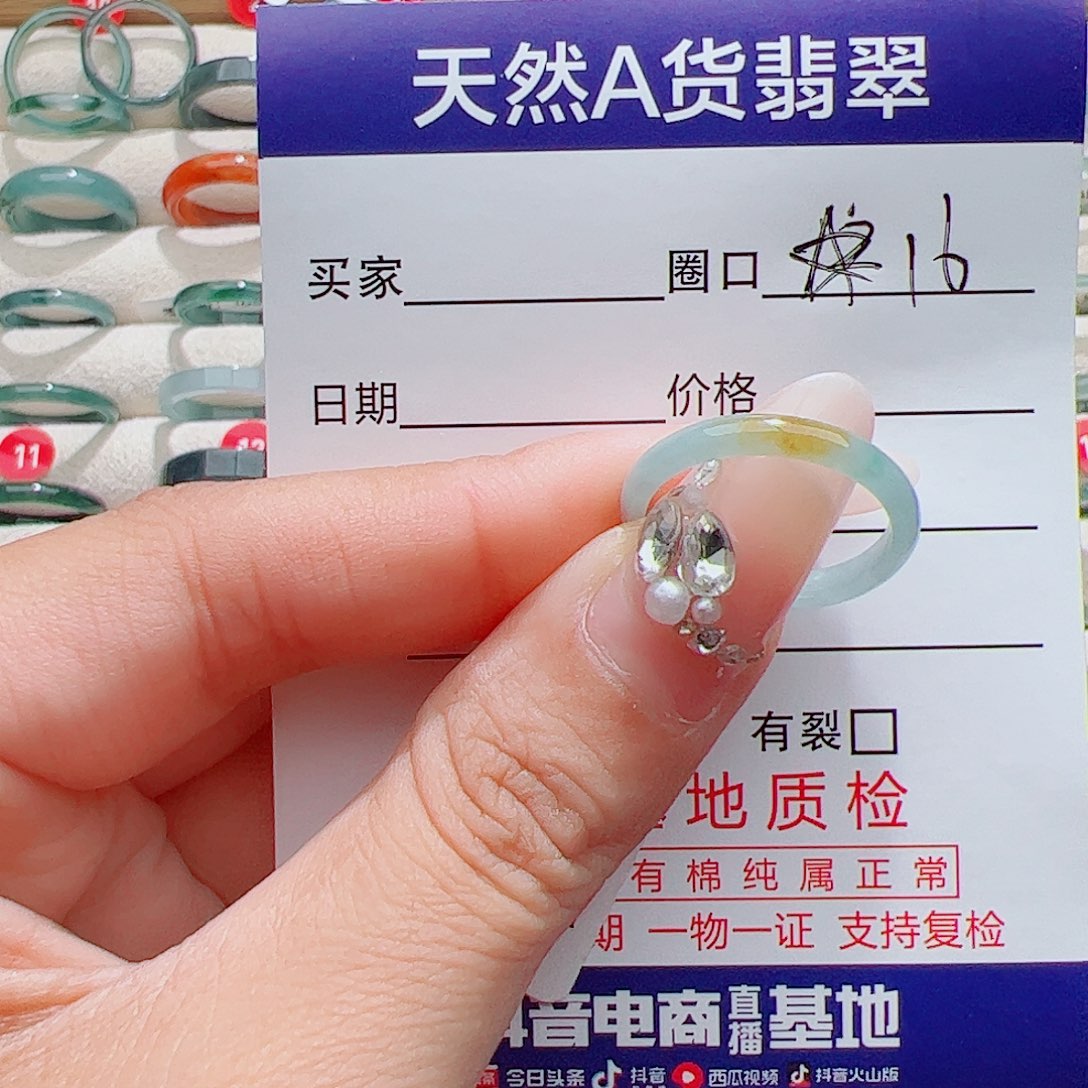 天然A货翡翠
买家 圈口 16
日期 价格
有裂
地质检
有棉纯属正常
期 一物一证 支持复检
抖音电商直播基地
今日头条 抖音 西瓜视频 抖音火山版
11